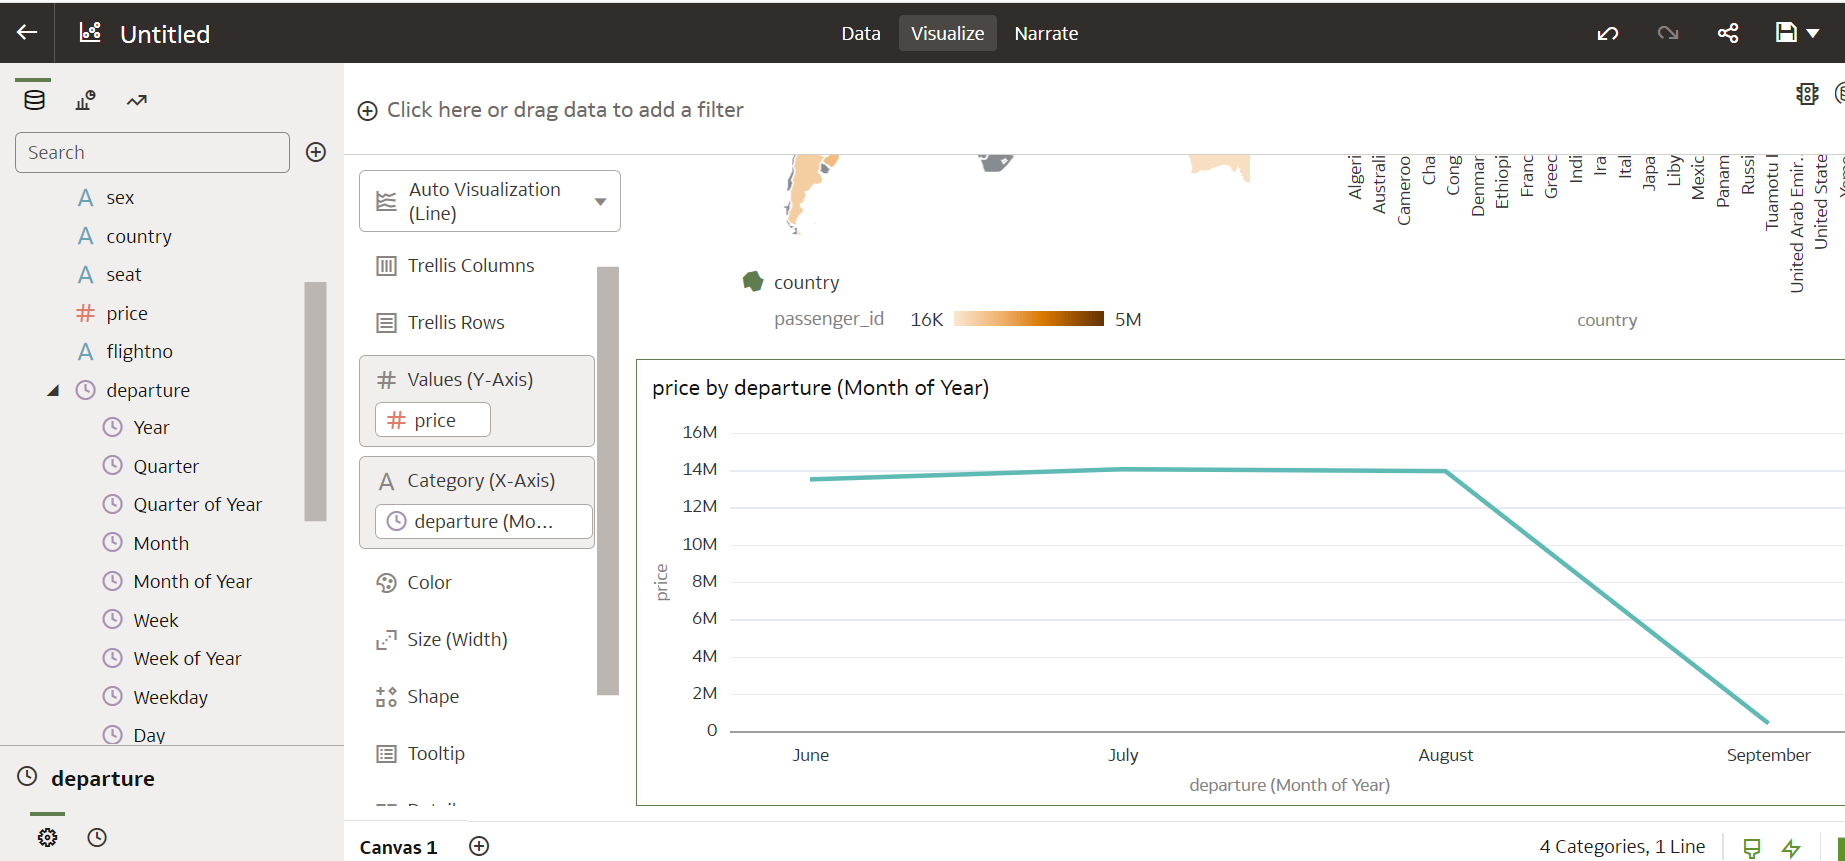 Untitled
Data Visualize Narrate
Search
sex
country
seat
price
flightno
departure
Year
Quarter
Quarter of Year
Month
Month of Year
Week
Week of Year
Weekday
Day
departure
Click here or drag data to add a filter
Auto Visualization
(Line)
Trellis Columns
Trellis Rows
Values (Y-Axis)
price
Category (X-Axis)
departure (Mo...
Color
Size (Width)
Shape
Tooltip
country
passenger_id 16K 5M
Algeri
Australi
Cameroo
Cha
Cong
Denmar
Ethiopi
Franc
Greec
Indi
Ira
Ital
Japa
Liby
Mexic
Panam
Russi
Tuamotu
United Arab Emir..
United State
country
price by departure (Month of Year)
16M
14M
12M
10M
8M
6M
4M
2M
0
price
June July August September
departure (Month of Year)
Canvas 1
4 Categories, 1 Line